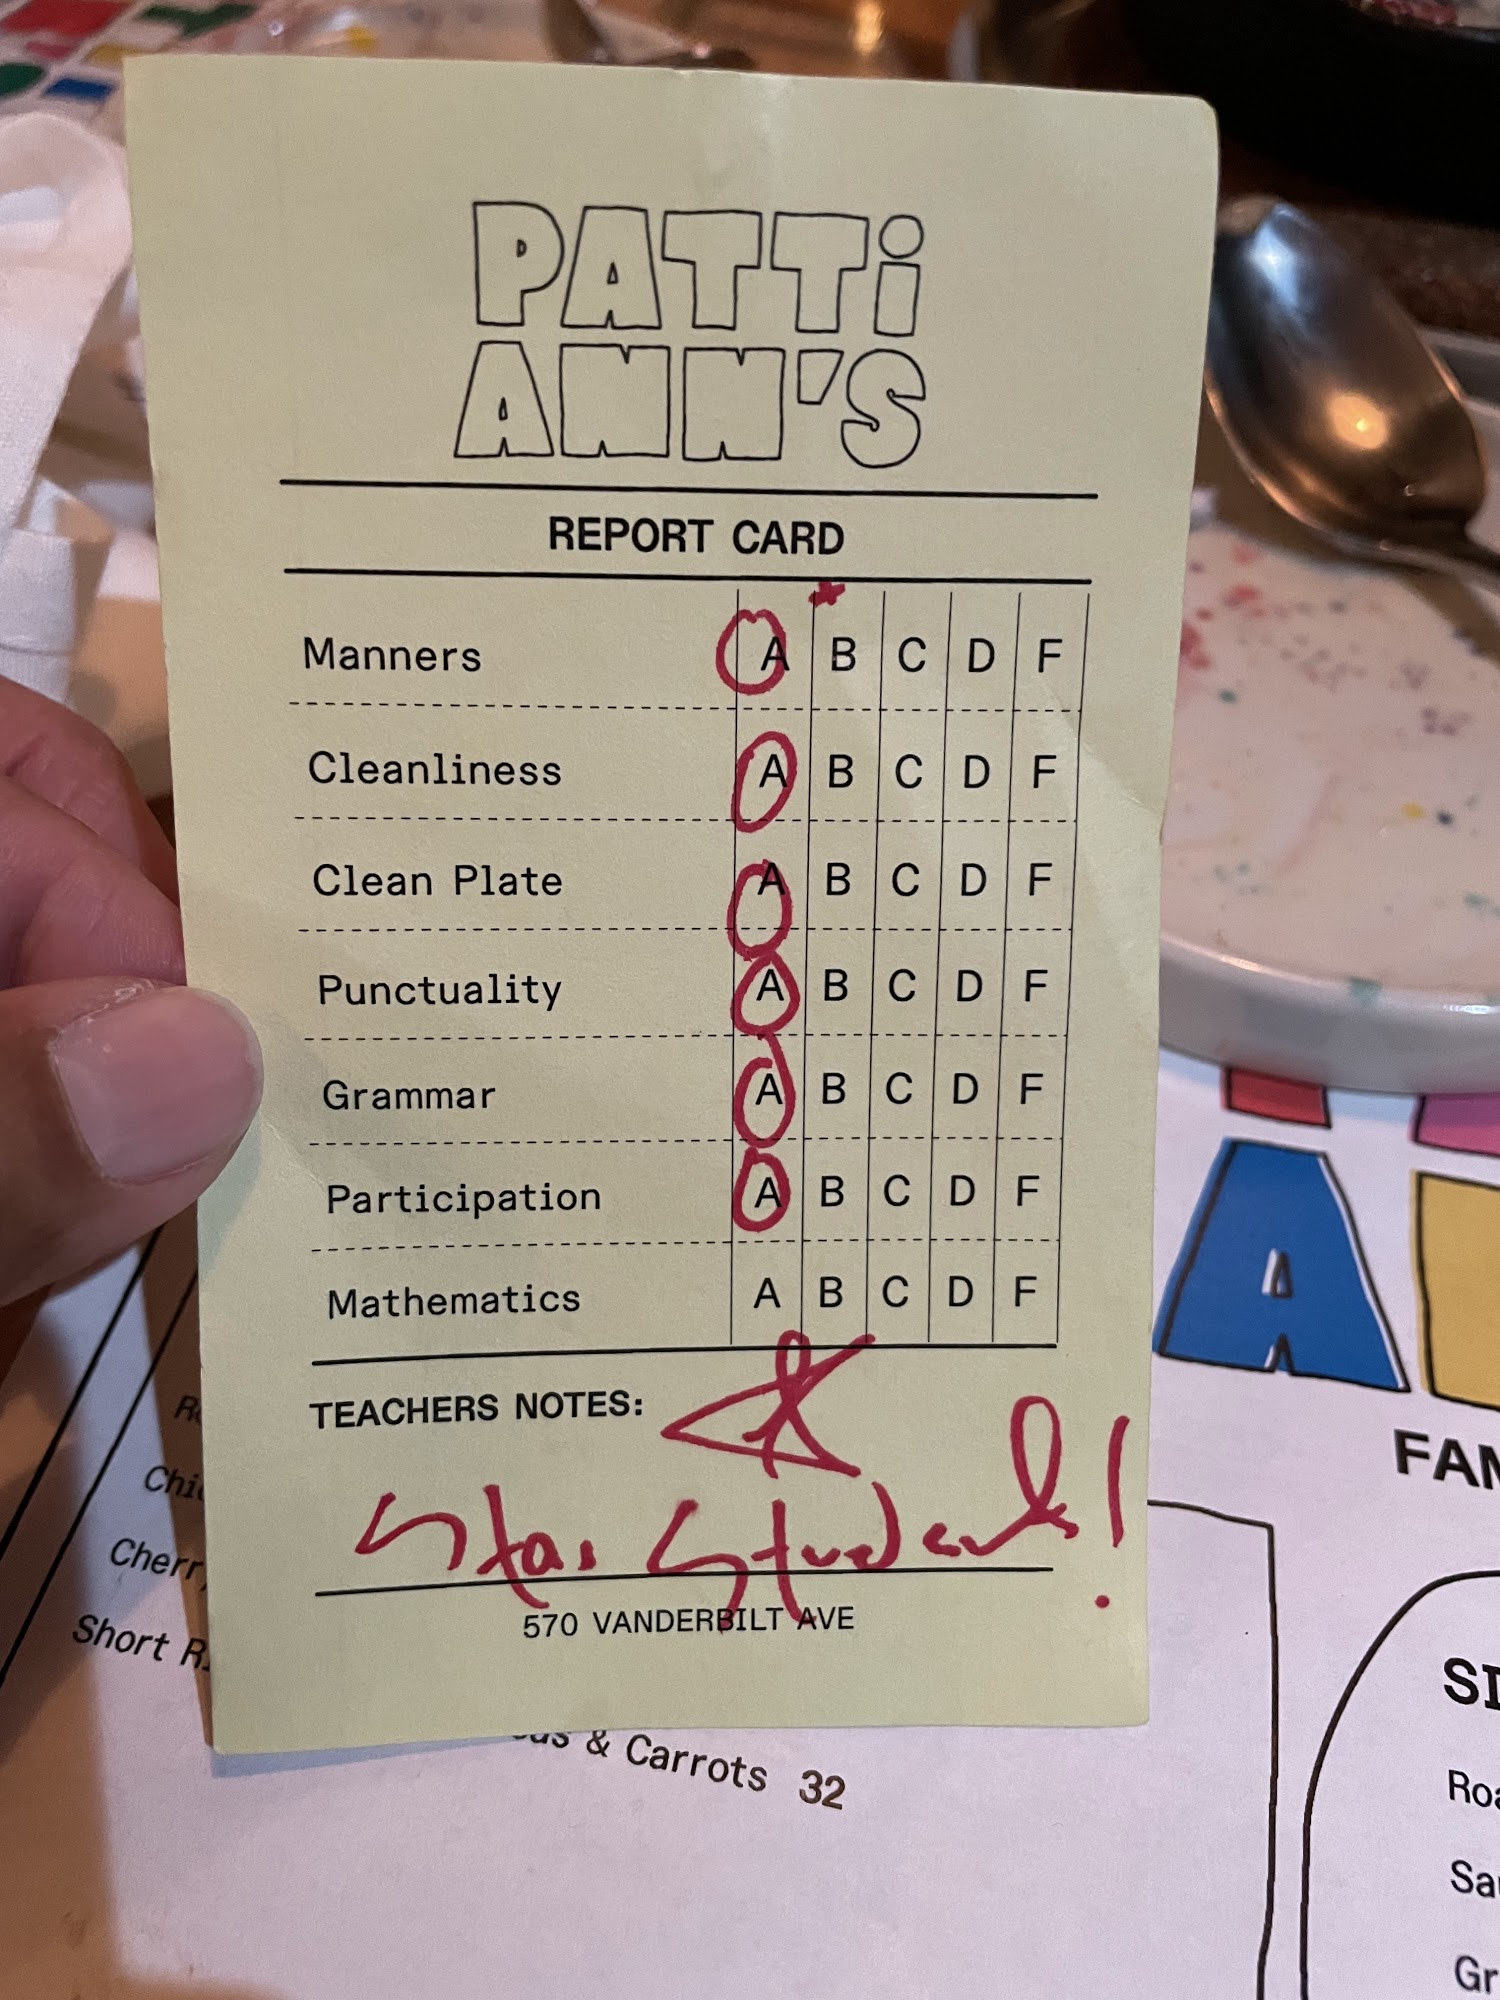 PATTi
ANN'S
REPORT CARD
Manners A B C D F
Cleanliness A B C D F
Clean Plate A B C D F
Punctuality A B C D F
Grammar A B C D F
Participation A B C D F
Mathematics A B C D F
TEACHERS NOTES:
Star Student!
570 VANDERBILT AVE
Short
& Carrots 32
A